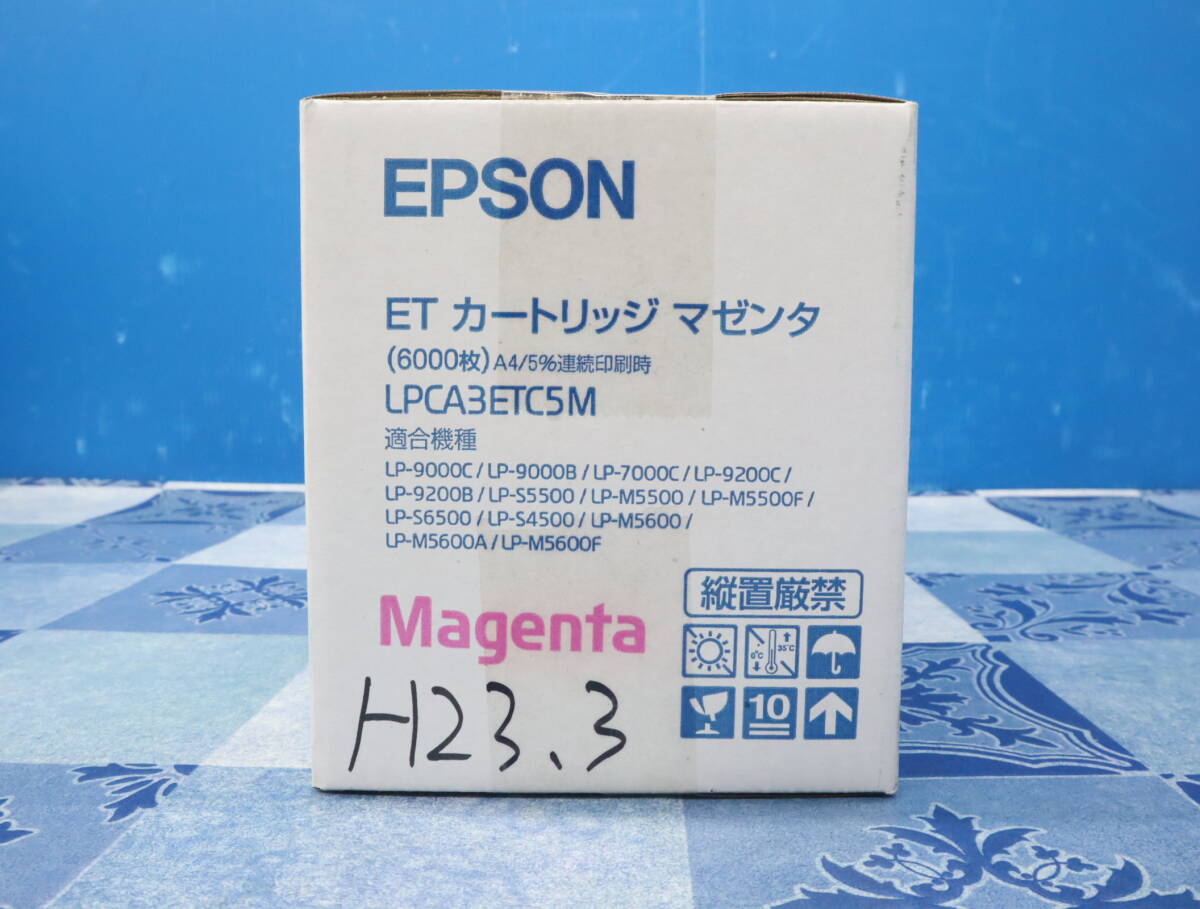 EPSON
ET カートリッジ マゼンタ
(6000枚) A4/5%連続印刷時
LPCA3ETC5M
適合機種
LP-9000C / LP-9000B / LP-7000C / LP-9200C /
LP-9200B / LP-S5500 / LP-M5500 / LP-M5500F /
LP-S6500 / LP-S4500 / LP-M5600 /
LP-M5600A / LP-M5600F
縦置厳禁
Magenta
0℃ 35℃
10
H23.3